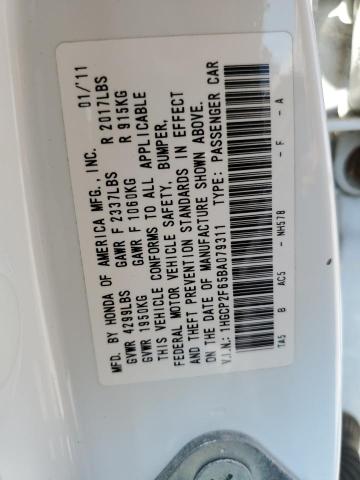 MFD. BY HONDA OF AMERICA MFG., INC. 01/'11
GVWR 4299LBS GAWR F 2337LBS R 2017LBS
GVWR 1950KG GAWR F 1060KG R 915KG
THIS VEHICLE CONFORMS TO ALL APPLICABLE
FEDERAL MOTOR VEHICLE SAFETY, BUMPER,
AND THEFT PREVENTION STANDARDS IN EFFECT
ON THE DATE OF MANUFACTURE SHOWN ABOVE.
V.I.N.: 1HGCP2F65BA079311 TYPE: PASSENGER CAR
TA5 B AC5 - NH578 - F - A